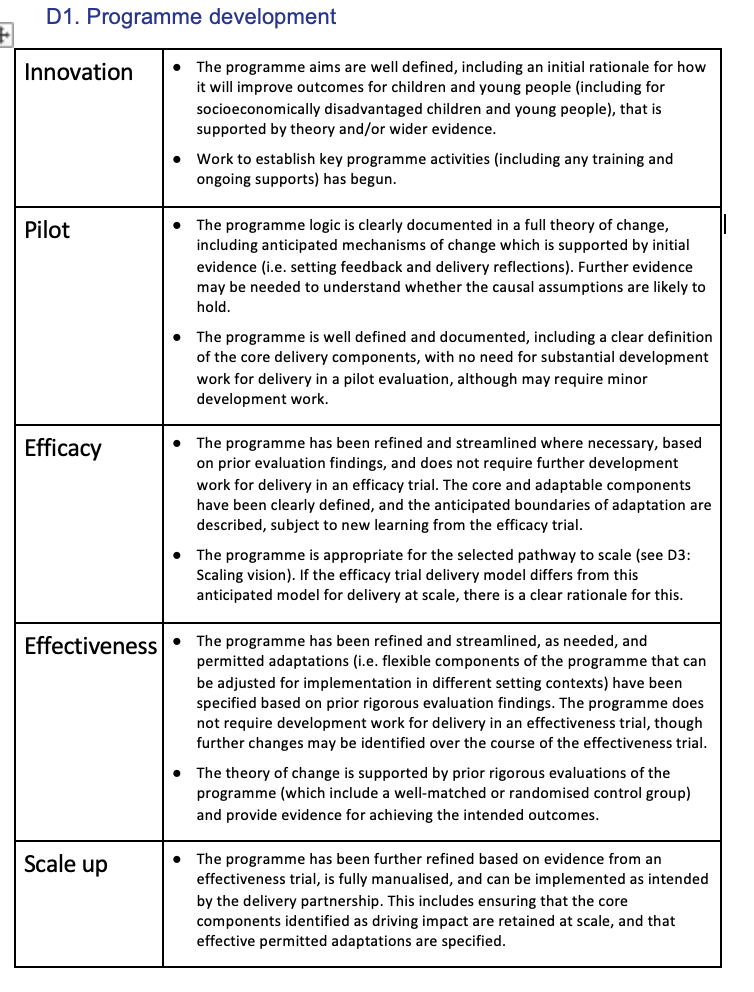 D1. Programme development
Innovation
● The programme aims are well defined, including an initial rationale for how
it will improve outcomes for children and young people (including for
socioeconomically disadvantaged children and young people), that is
supported by theory and/or wider evidence.
● Work to establish key programme activities (including any training and
ongoing supports) has begun.
Pilot
● The programme logic is clearly documented in a full theory of change,
including anticipated mechanisms of change which is supported by initial
evidence (i.e. setting feedback and delivery reflections). Further evidence
may be needed to understand whether the causal assumptions are likely to
hold.
● The programme is well defined and documented, including a clear definition
of the core delivery components, with no need for substantial development
work for delivery in a pilot evaluation, although may require minor
development work.
Efficacy
● The programme has been refined and streamlined where necessary, based
on prior evaluation findings, and does not require further development
work for delivery in an efficacy trial. The core and adaptable components
have been clearly defined, and the anticipated boundaries of adaptation are
described, subject to new learning from the efficacy trial.
● The programme is appropriate for the selected pathway to scale (see D3:
Scaling vision). If the efficacy trial delivery model differs from this
anticipated model for delivery at scale, there is a clear rationale for this.
Effectiveness
● The programme has been refined and streamlined, as needed, and
permitted adaptations (i.e. flexible components of the programme that can
be adjusted for implementation in different setting contexts) have been
specified based on prior rigorous evaluation findings. The programme does
not require development work for delivery in an effectiveness trial, though
further changes may be identified over the course of the effectiveness trial.
● The theory of change is supported by prior rigorous evaluations of the
programme (which include a well-matched or randomised control group)
and provide evidence for achieving the intended outcomes.
Scale up
● The programme has been further refined based on evidence from an
effectiveness trial, is fully manualised, and can be implemented as intended
by the delivery partnership. This includes ensuring that the core
components identified as driving impact are retained at scale, and that
effective permitted adaptations are specified.